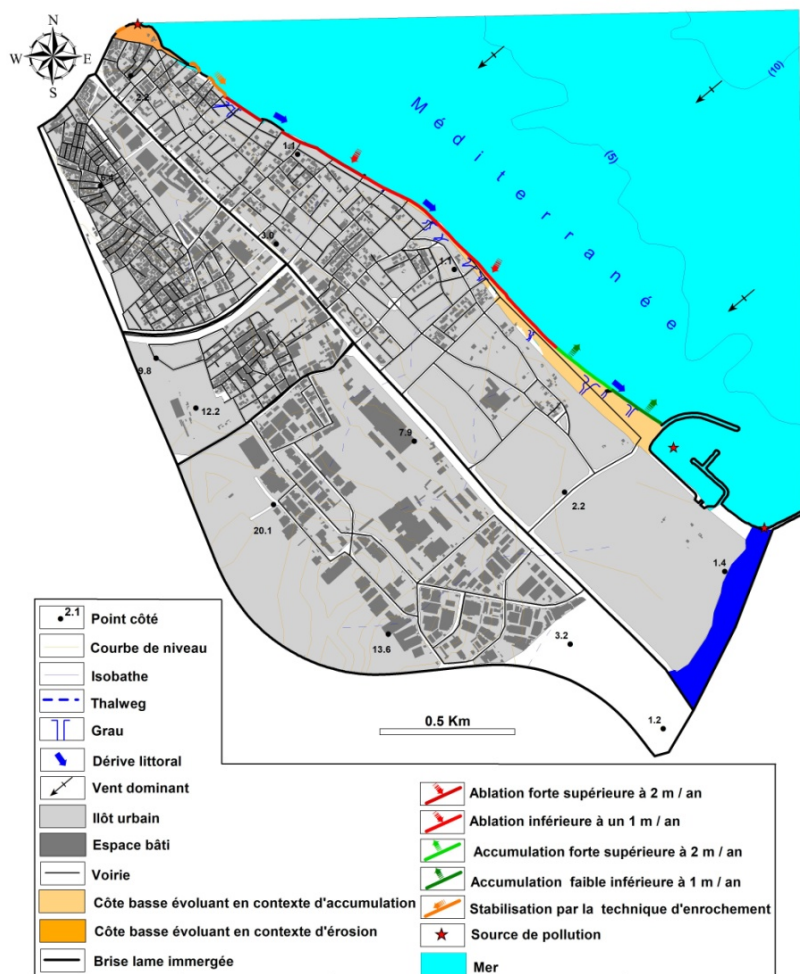 N
W E
S
(10)
(5)
Méditerranée
2.2
1.1
3.0
1.1
9.8
12.2
7.9
20.1
2.2
1.4
13.6
3.2
1.2
0.5 Km
2.1 Point côté
Courbe de niveau
Isobathe
Thalweg
Grau
Dérive littoral
Vent dominant
Ilôt urbain
Espace bâti
Voirie
Côte basse évoluant en contexte d'accumulation
Côte basse évoluant en contexte d'érosion
Brise lame immergée
Ablation forte supérieure à 2 m / an
Ablation inférieure à un 1 m / an
Accumulation forte supérieure à 2 m / an
Accumulation faible inférieure à 1 m / an
Stabilisation par la technique d'enrochement
Source de pollution
Mer